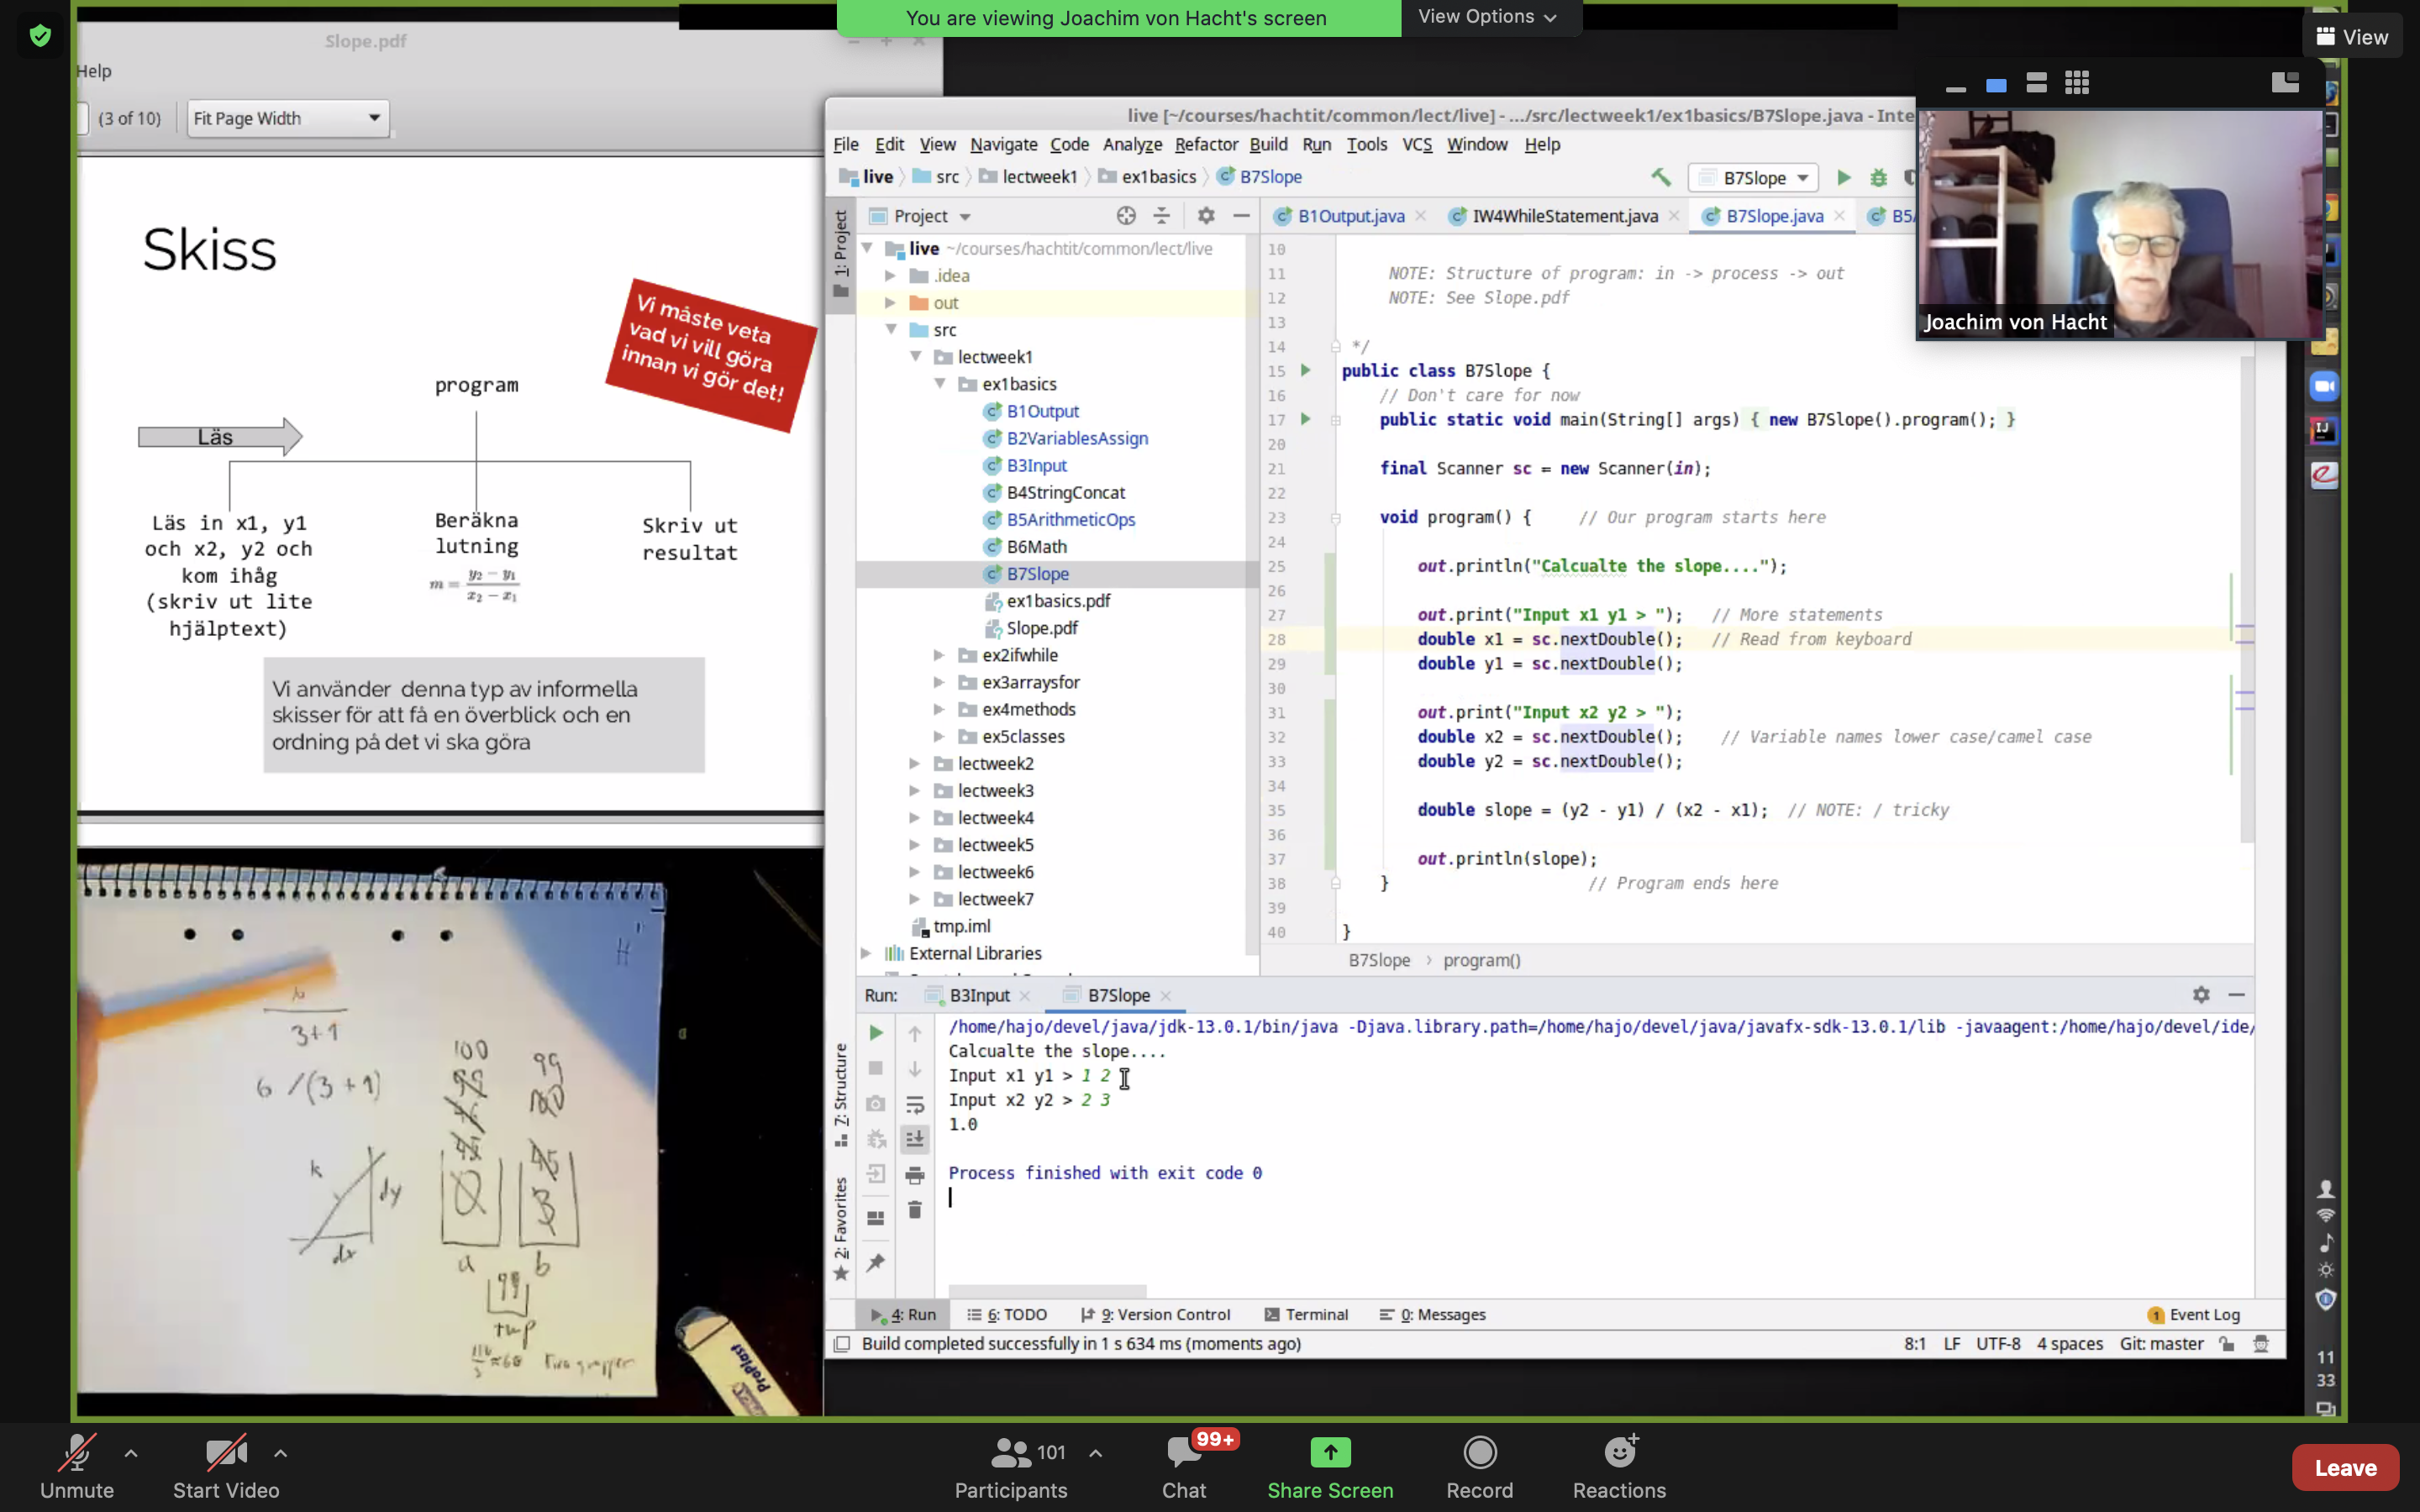 You are viewing Joachim von Hacht's screen
View Options
View
Slope.pdf
Help
(3 of 10)
Fit Page Width
Skiss
Vi måste veta
vad vi vill göra
innan vi gör det!
program
Läs
Läs in x1, y1
och x2, y2 och
kom ihåg
(skriv ut lite
hjälptext)
Beräkna
lutning
m = y2 − y1 / x2 − x1
Skriv ut
resultat
Vi använder denna typ av informella
skisser för att få en överblick och en
ordning på det vi ska göra
3+1
6 /(3+1)
100
99
k
dy
dx
a
b
99
tmp
ProPlast
live [~/courses/hachtit/common/lect/live] - .../src/lectweek1/ex1basics/B7Slope.java - Inte
File Edit View Navigate Code Analyze Refactor Build Run Tools VCS Window Help
live src lectweek1 ex1basics B7Slope
B7Slope
Joachim von Hacht
1: Project
Project
live ~/courses/hachtit/common/lect/live
.idea
out
src
lectweek1
ex1basics
B1Output
B2VariablesAssign
B3Input
B4StringConcat
B5ArithmeticOps
B6Math
B7Slope
ex1basics.pdf
Slope.pdf
ex2ifwhile
ex3arraysfor
ex4methods
ex5classes
lectweek2
lectweek3
lectweek4
lectweek5
lectweek6
lectweek7
tmp.iml
External Libraries
B1Output.java IW4WhileStatement.java B7Slope.java B5
10
11 NOTE: Structure of program: in -> process -> out
12 NOTE: See Slope.pdf
13
14 */
15 public class B7Slope {
16 // Don't care for now
17 public static void main(String[] args) { new B7Slope().program(); }
20
21 final Scanner sc = new Scanner(in);
22
23 void program() { // Our program starts here
24
25 out.println("Calcualte the slope....");
26
27 out.print("Input x1 y1 > "); // More statements
28 double x1 = sc.nextDouble(); // Read from keyboard
29 double y1 = sc.nextDouble();
30
31 out.print("Input x2 y2 > ");
32 double x2 = sc.nextDouble(); // Variable names lower case/camel case
33 double y2 = sc.nextDouble();
34
35 double slope = (y2 - y1) / (x2 - x1); // NOTE: / tricky
36
37 out.println(slope);
38 } // Program ends here
39
40 }
B7Slope program()
Run: B3Input B7Slope
7: Structure
2: Favorites
/home/hajo/devel/java/jdk-13.0.1/bin/java -Djava.library.path=/home/hajo/devel/java/javafx-sdk-13.0.1/lib -javaagent:/home/hajo/devel/ide/
Calcualte the slope....
Input x1 y1 > 1 2
Input x2 y2 > 2 3
1.0
Process finished with exit code 0
4: Run 6: TODO 9: Version Control Terminal 0: Messages
1 Event Log
Build completed successfully in 1 s 634 ms (moments ago)
8:1 LF UTF-8 4 spaces Git: master
11
33
Unmute
Start Video
101
Participants
99+
Chat
Share Screen
Record
Reactions
Leave